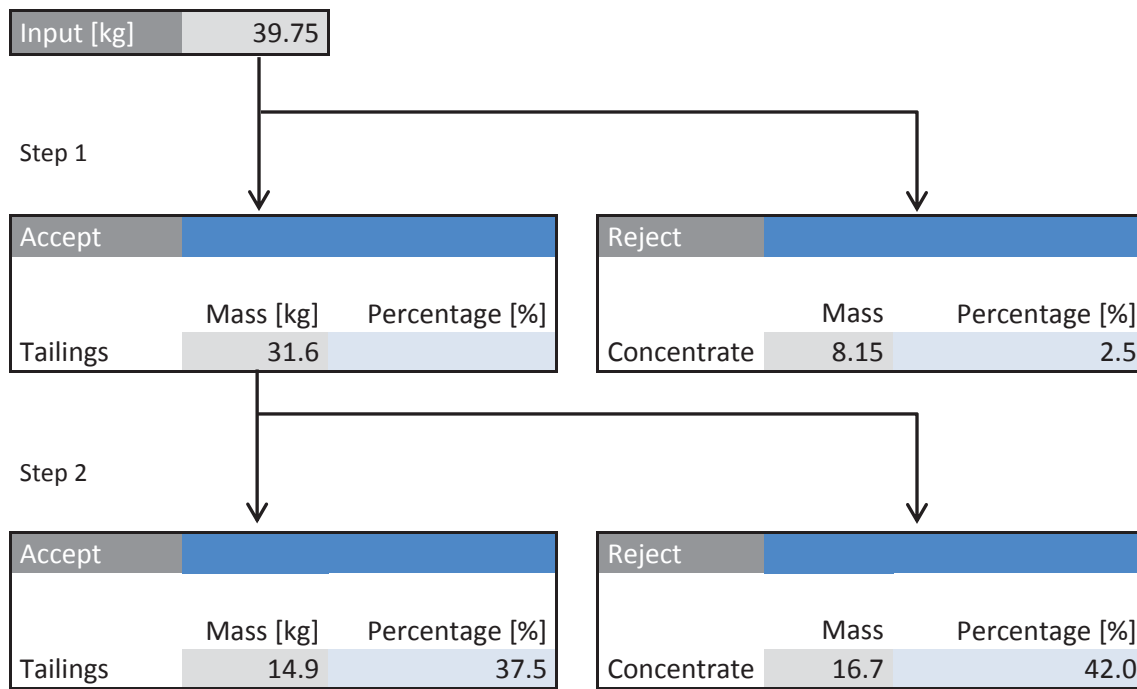 Input [kg] 39.75
Step 1
Accept Reject
Mass [kg] Percentage [%] Mass Percentage [%]
Tailings 31.6 Concentrate 8.15 2.5
Step 2
Accept Reject
Mass [kg] Percentage [%] Mass Percentage [%]
Tailings 14.9 37.5 Concentrate 16.7 42.0